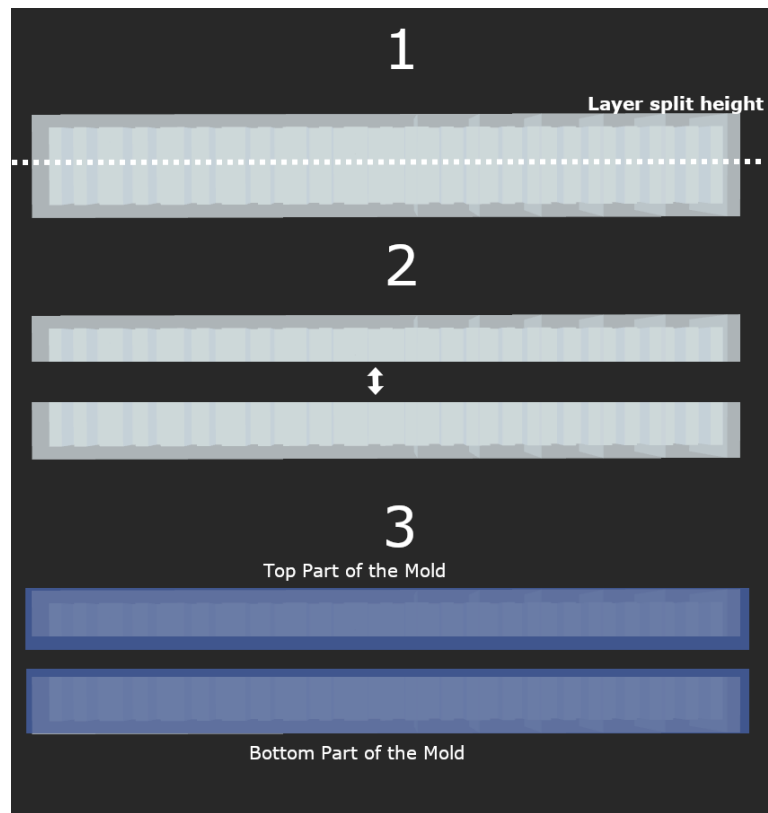 1
Layer split height
2
3
Top Part of the Mold
Bottom Part of the Mold